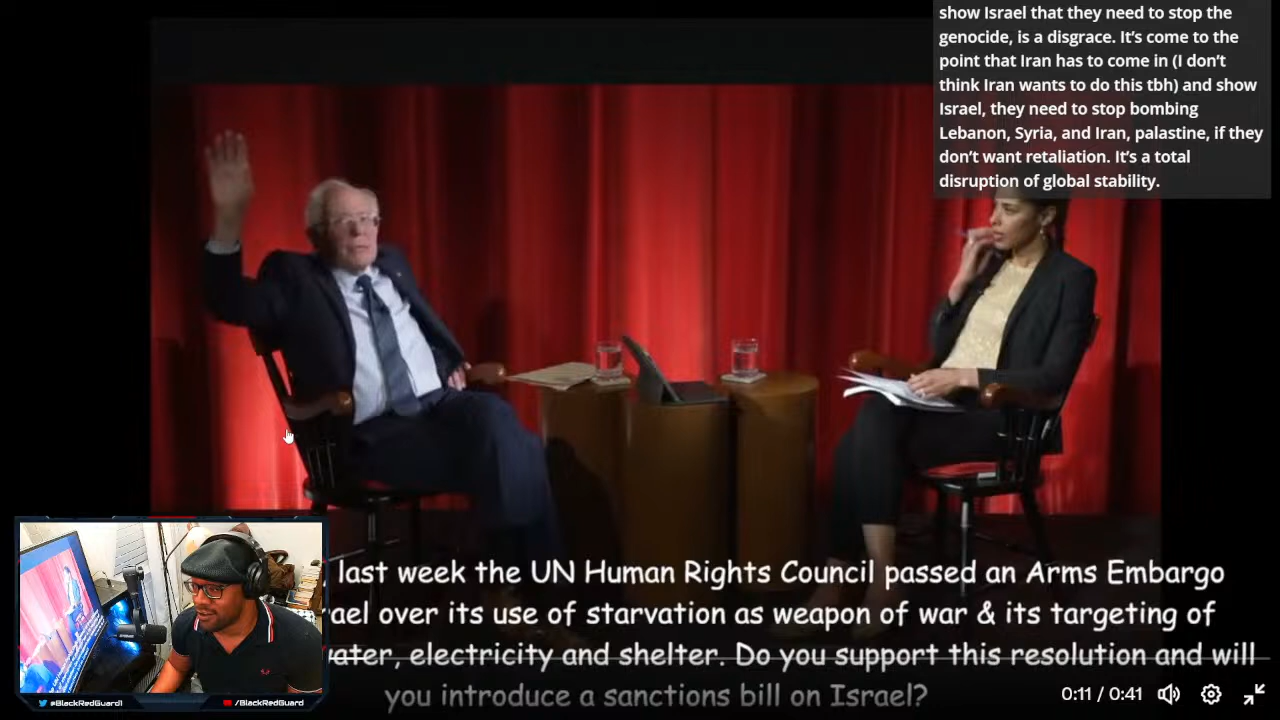 show Israel that they need to stop the
genocide, is a disgrace. It's come to the
point that Iran has to come in (I don't
think Iran wants to do this tbh) and show
Israel, they need to stop bombing
Lebanon, Syria, and Iran, palastine, if they
don't want retaliation. It's a total
disruption of global stability.
last week the UN Human Rights Council passed an Arms Embargo
rael over its use of starvation as weapon of war & its targeting of
water, electricity and shelter. Do you support this resolution and will
you introduce a sanctions bill on Israel?
0:11 / 0:41
@BlackRedGuard1
/BlackRedGuard